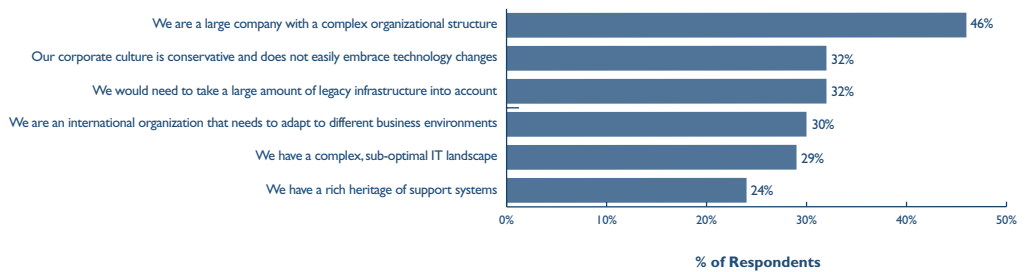 We are a large company with a complex organizational structure
46%
Our corporate culture is conservative and does not easily embrace technology changes
32%
We would need to take a large amount of legacy infrastructure into account
32%
We are an international organization that needs to adapt to different business environments
30%
We have a complex, sub-optimal IT landscape
29%
We have a rich heritage of support systems
24%
0% 10% 20% 30% 40% 50%
% of Respondents